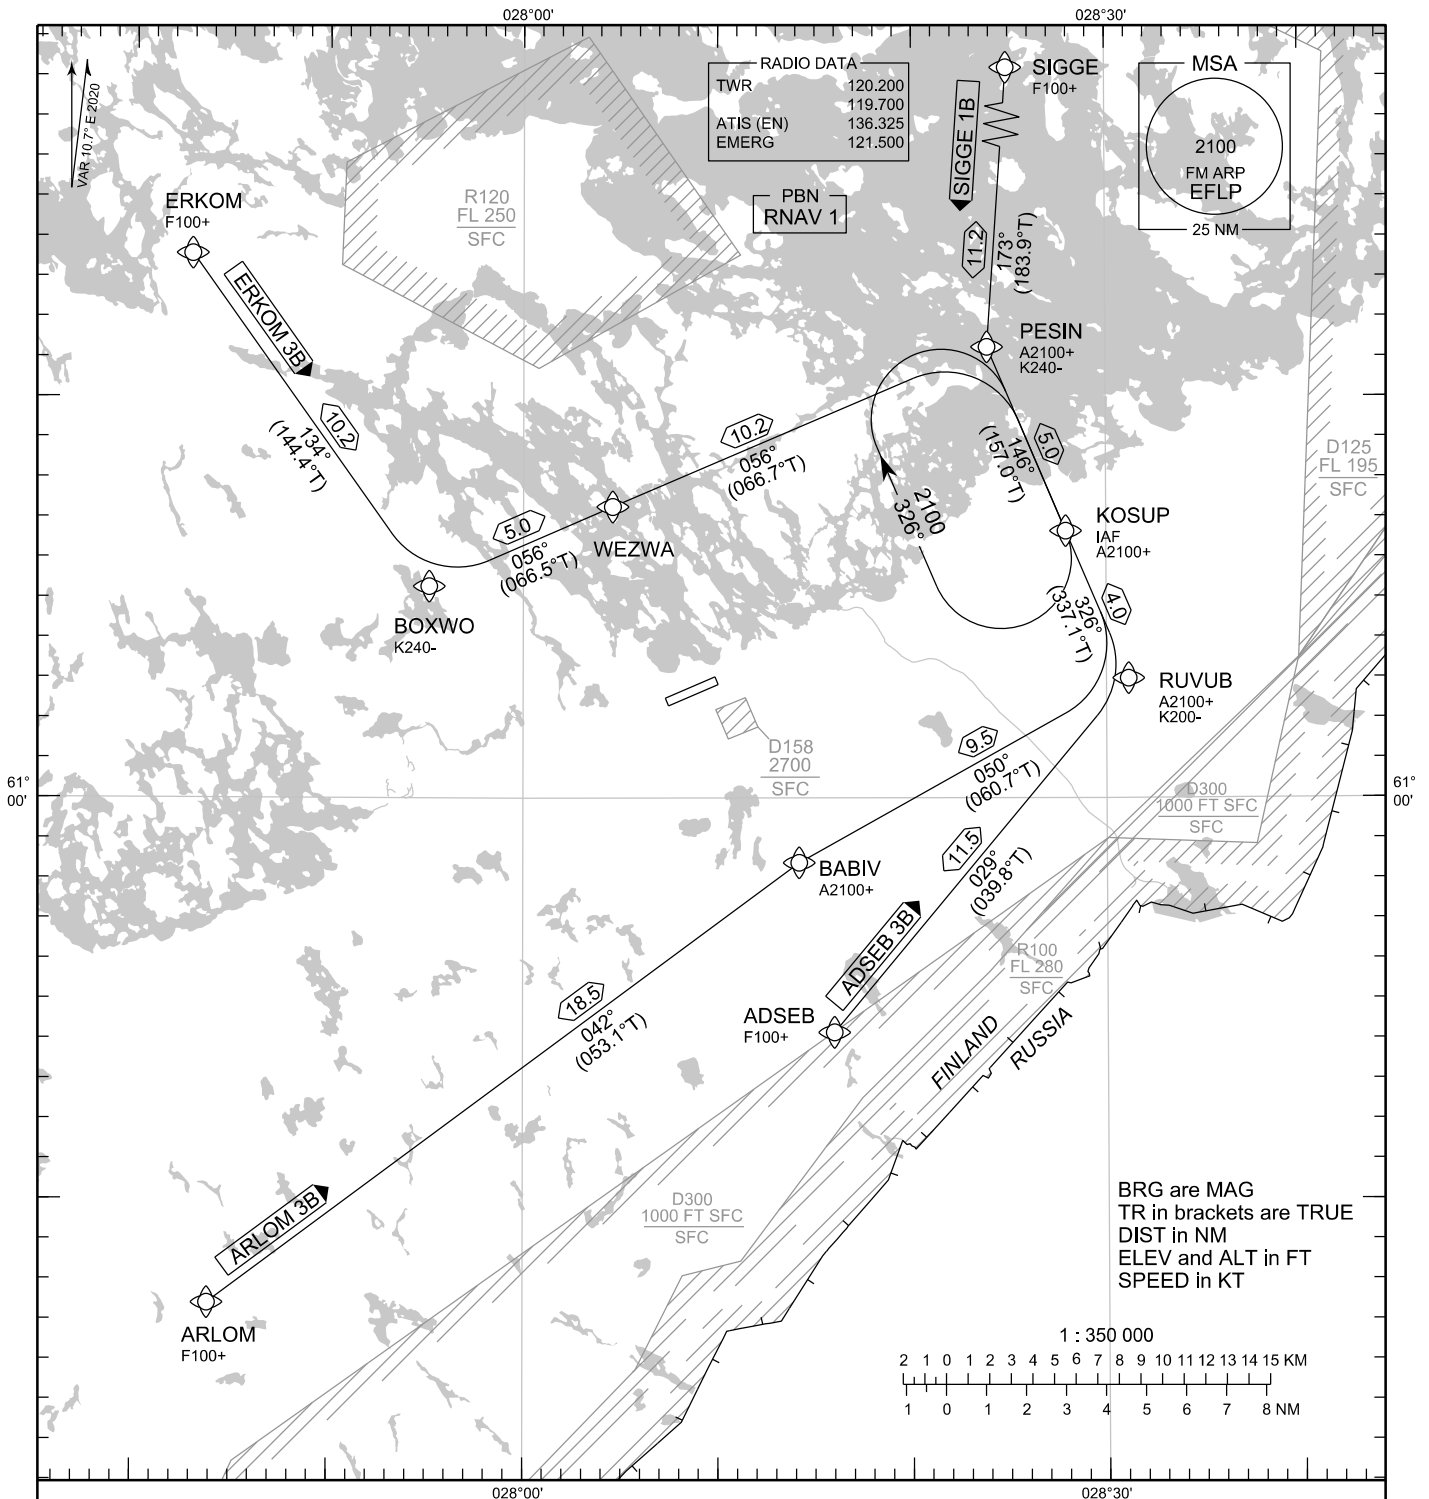 028°00'
028°30'
VAR 10.7° E 2020
RADIO DATA
TWR 120.200
119.700
ATIS (EN) 136.325
EMERG 121.500
PBN
RNAV 1
SIGGE
F100+
SIGGE 1B
11.2
173°
(183.9°T)
MSA
2100
FM ARP
EFLP
25 NM
ERKOM
F100+
ERKOM 3B
10.2
134°
(144.4°T)
R120
FL 250
SFC
PESIN
A2100+
K240-
5.0
146°
(157.0°T)
10.2
056°
(066.7°T)
D125
FL 195
SFC
2100
326°
KOSUP
IAF
A2100+
5.0
056°
(066.5°T)
WEZWA
BOXWO
K240-
4.0
326°
(337.1°T)
RUVUB
A2100+
K200-
D158
2700
SFC
9.5
050°
(060.7°T)
61°
00'
61°
00'
D300
1000 FT SFC
SFC
BABIV
A2100+
11.5
029°
(039.8°T)
ADSEB 3B
R100
FL 280
SFC
18.5
042°
(053.1°T)
ADSEB
F100+
FINLAND
RUSSIA
ARLOM 3B
D300
1000 FT SFC
SFC
ARLOM
F100+
BRG are MAG
TR in brackets are TRUE
DIST in NM
ELEV and ALT in FT
SPEED in KT
1 : 350 000
2 1 0 1 2 3 4 5 6 7 8 9 10 11 12 13 14 15 KM
1 0 1 2 3 4 5 6 7 8 NM
028°00'
028°30'